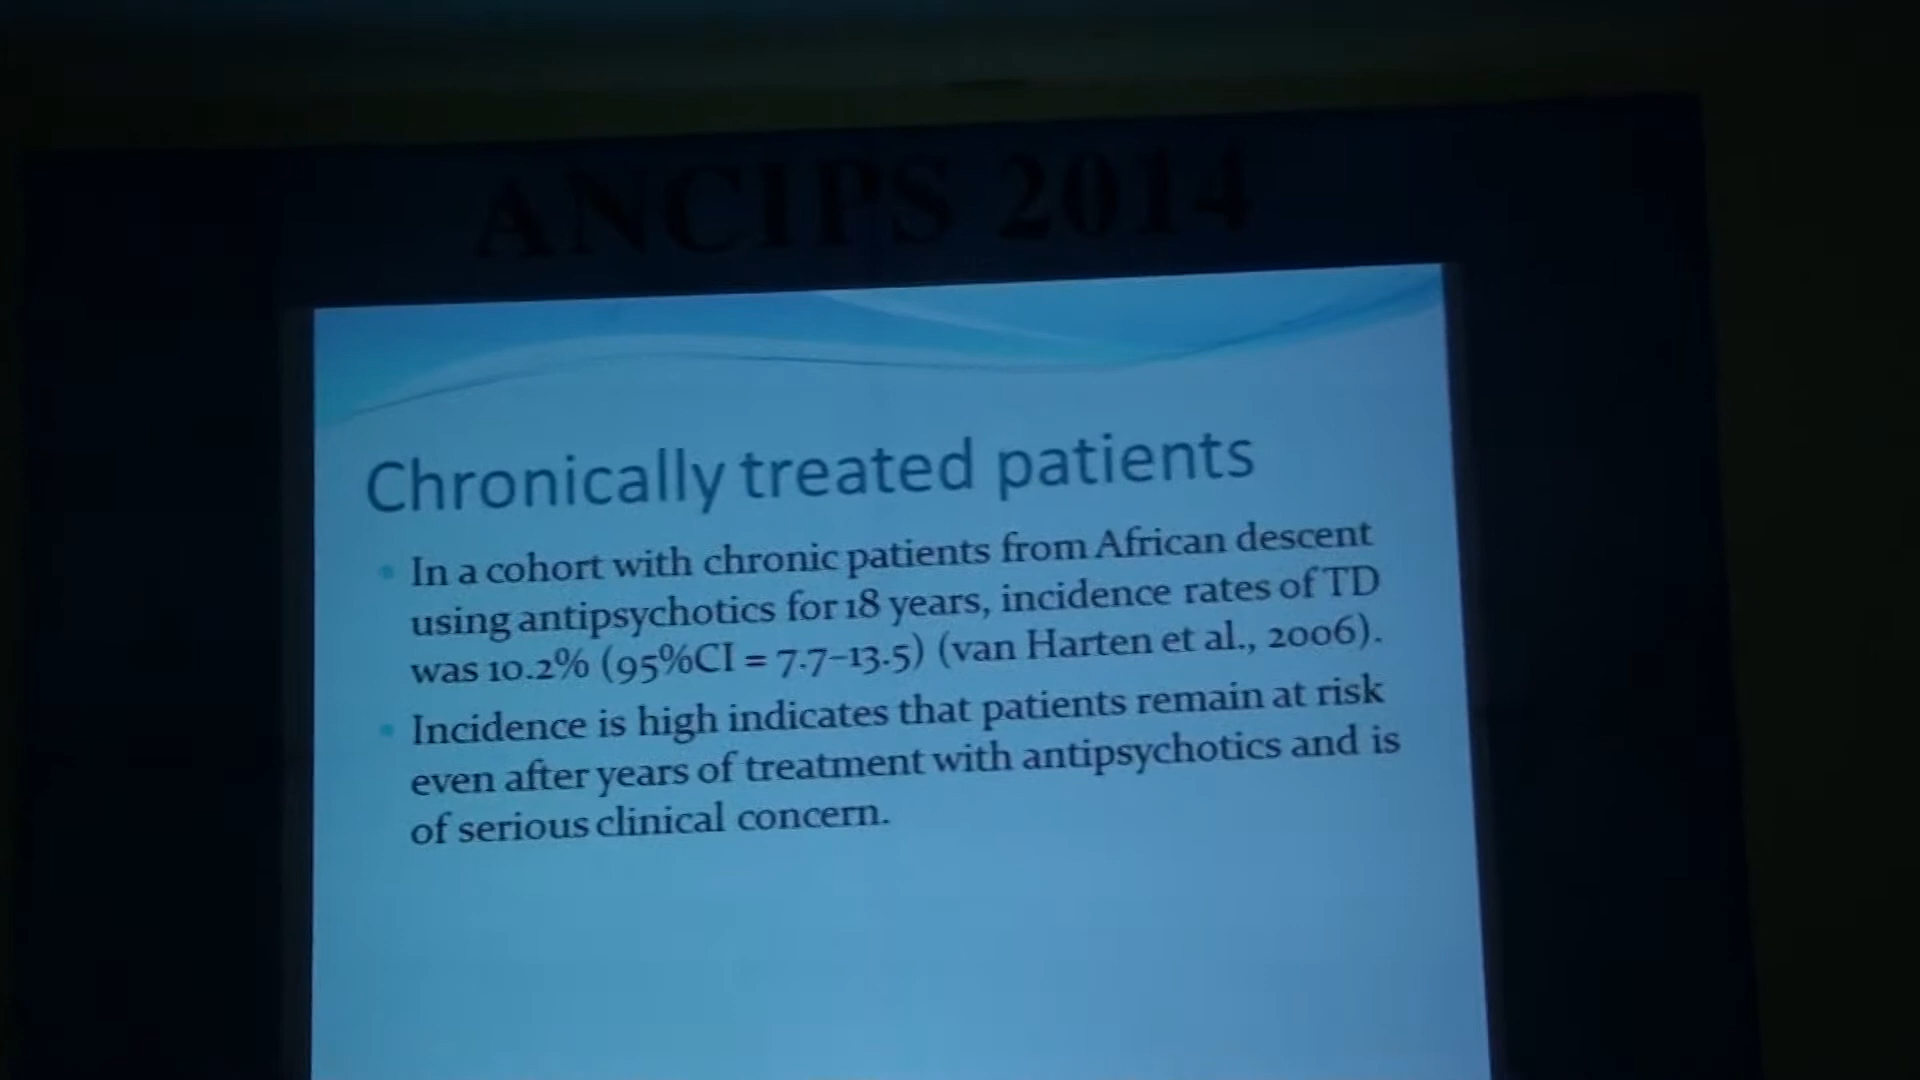 ANCIPS 2014
Chronically treated patients
In a cohort with chronic patients from African descent
using antipsychotics for 18 years, incidence rates of TD
was 10.2% (95%CI = 7.7–13.5) (van Harten et al., 2006).
Incidence is high indicates that patients remain at risk
even after years of treatment with antipsychotics and is
of serious clinical concern.